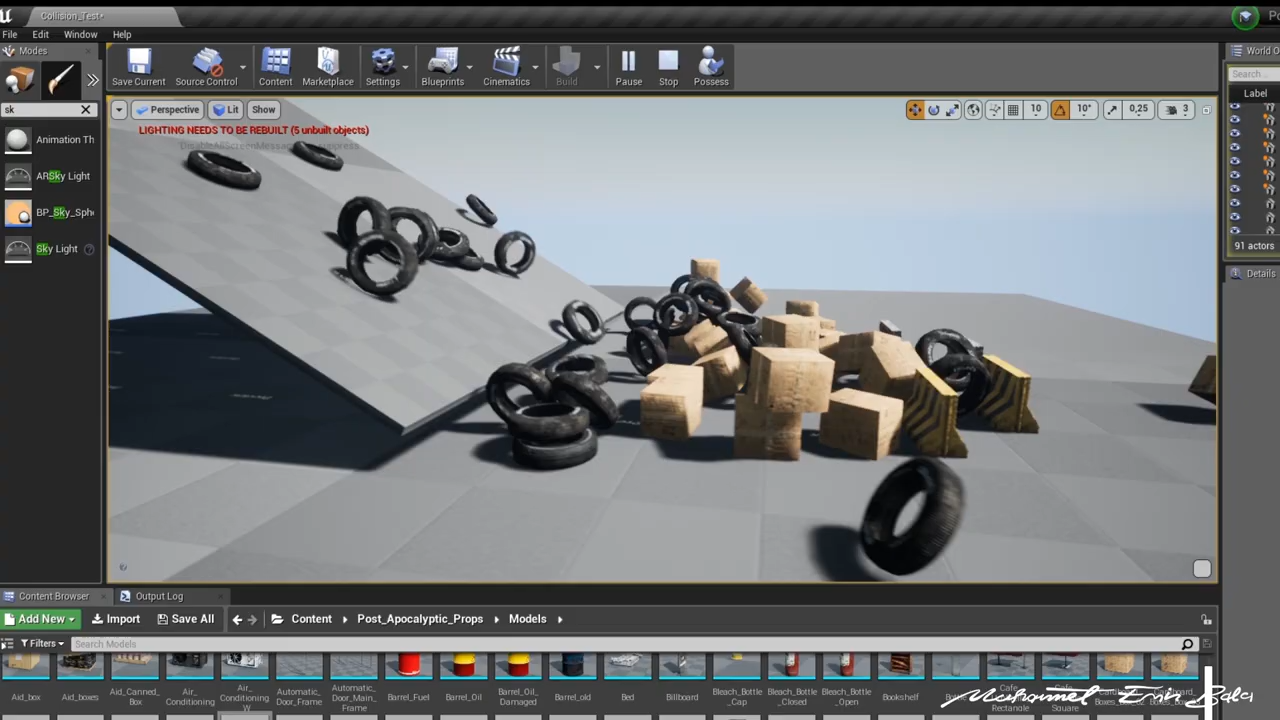 Collision_Test*
File Edit Window Help
Modes
World O
Save Current Source Control Content Marketplace Settings Blueprints Cinematics Build Pause Stop Possess
Search...
Label
sk
Perspective Lit Show
10 10° 0,25 3
LIGHTING NEEDS TO BE REBUILT (5 unbuilt objects)
Animation Th
ARSky Light
BP_Sky_Sph
Sky Light
91 actors
Details
Content Browser Output Log
Add New Import Save All Content Post_Apocalyptic_Props Models
Filters Search Models
Aid_box Aid_boxes Aid_Canned_Box Air_Conditioning Air_ConditioningW Automatic_Door_Frame Automatic_Door_Main_Frame Barrel_Fuel Barrel_Oil Barrel_Oil_Damaged Barrel_old Bed Billboard Bleach_Bottle_Cap Bleach_Bottle_Closed Bleach_Bottle_Open Bookshelf